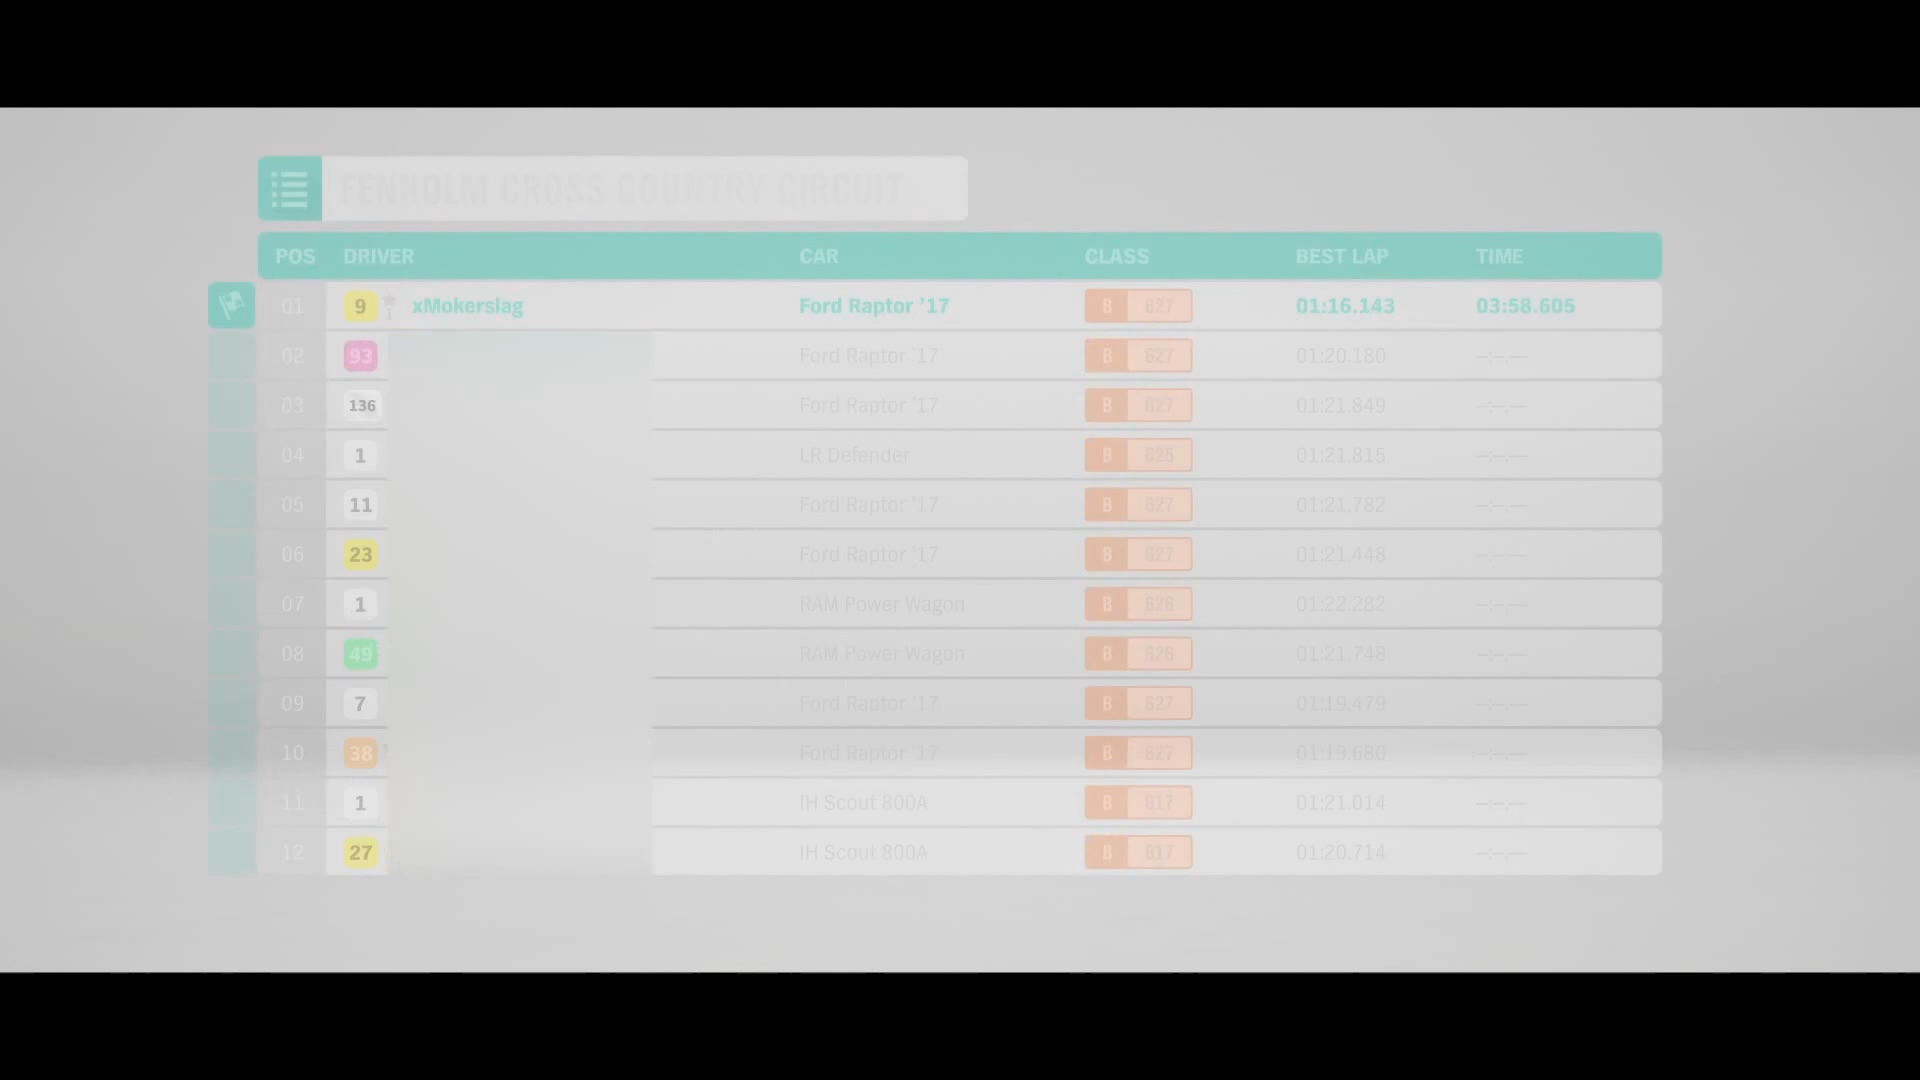 FENHOLM CROSS COUNTRY CIRCUIT
POS DRIVER CAR CLASS BEST LAP TIME
01 9 1 xMokerslag Ford Raptor '17 B 627 01:16.143 03:58.605
02 93 Ford Raptor '17 B 627 01:20.180 --:--.---
03 136 Ford Raptor '17 B 627 01:21.849 --:--.---
04 1 LR Defender B 625 01:21.815 --:--.---
05 11 Ford Raptor '17 B 627 01:21.782 --:--.---
06 23 Ford Raptor '17 B 627 01:21.448 --:--.---
07 1 RAM Power Wagon B 626 01:22.282 --:--.---
08 49 RAM Power Wagon B 626 01:21.748 --:--.---
09 7 Ford Raptor '17 B 627 01:19.479 --:--.---
10 38 Ford Raptor '17 B 627 01:19.680 --:--.---
11 1 IH Scout 800A B 617 01:21.014 --:--.---
12 27 IH Scout 800A B 617 01:20.714 --:--.---